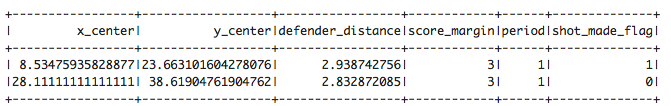 +-----------------+------------------+-----------------+------------+------+--------------+
|         x_center|          y_center|defender_distance|score_margin|period|shot_made_flag|
+-----------------+------------------+-----------------+------------+------+--------------+
| 8.53475935828877|23.663101604278076|      2.938742756|           3|     1|             1|
|28.11111111111111| 38.61904761904762|      2.832872085|           3|     1|             0|
+-----------------+------------------+-----------------+------------+------+--------------+